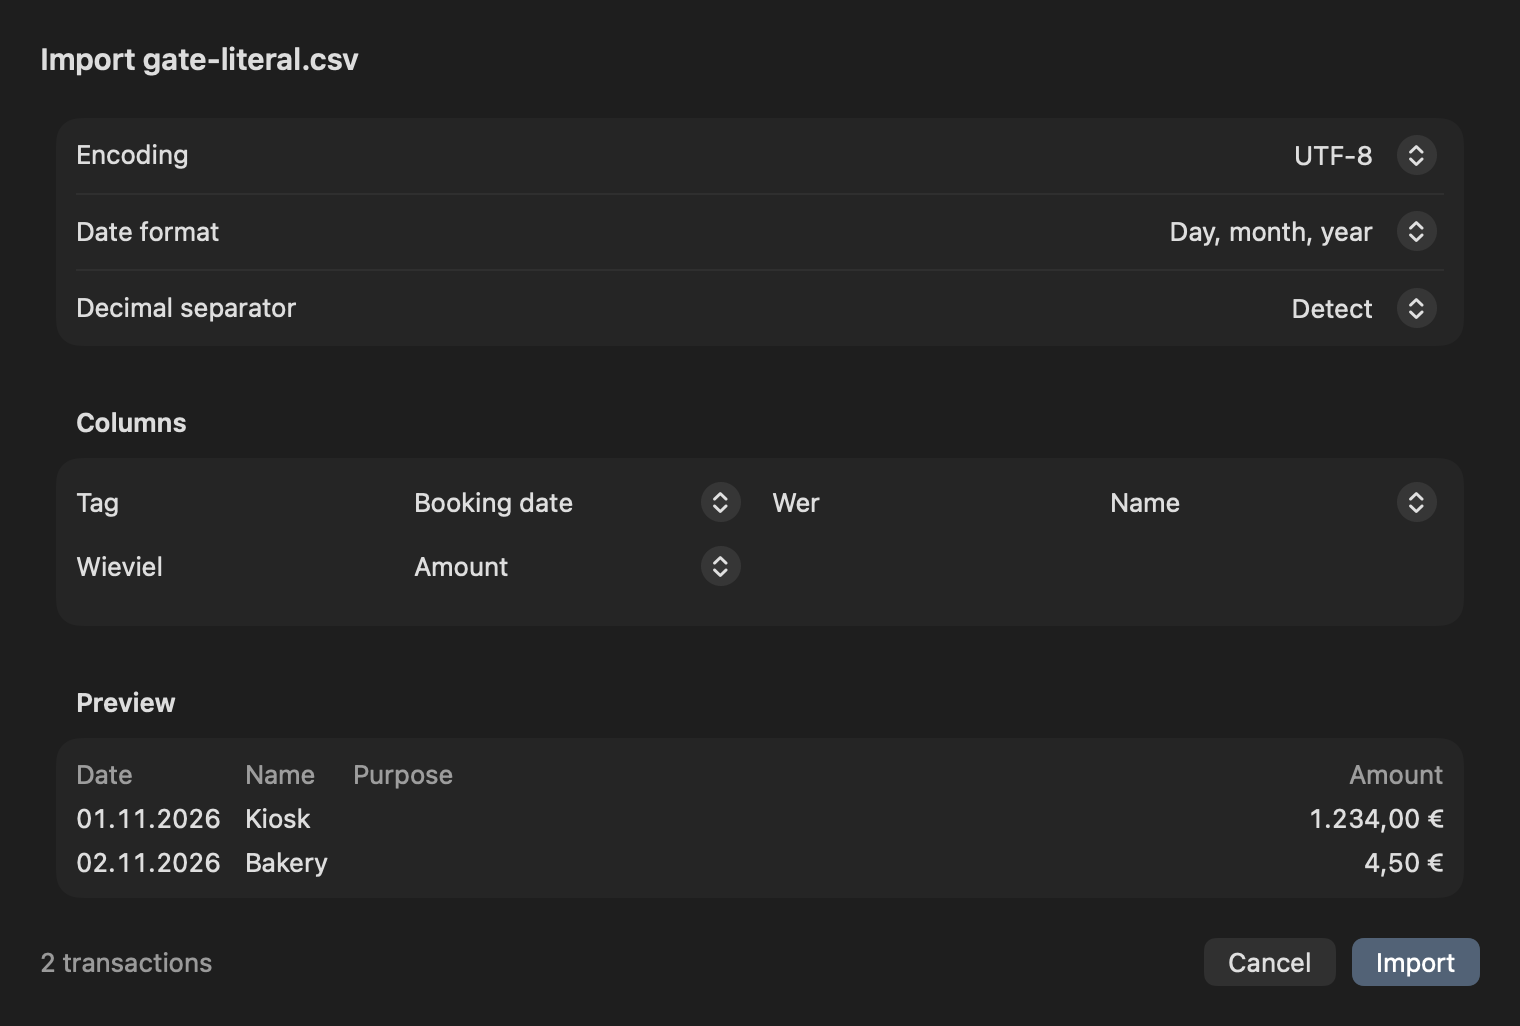 Import gate-literal.csv
Encoding UTF-8
Date format Day, month, year
Decimal separator Detect
Columns
Tag Booking date Wer Name
Wieviel Amount
Preview
Date Name Purpose Amount
01.11.2026 Kiosk 1.234,00 €
02.11.2026 Bakery 4,50 €
2 transactions Cancel Import